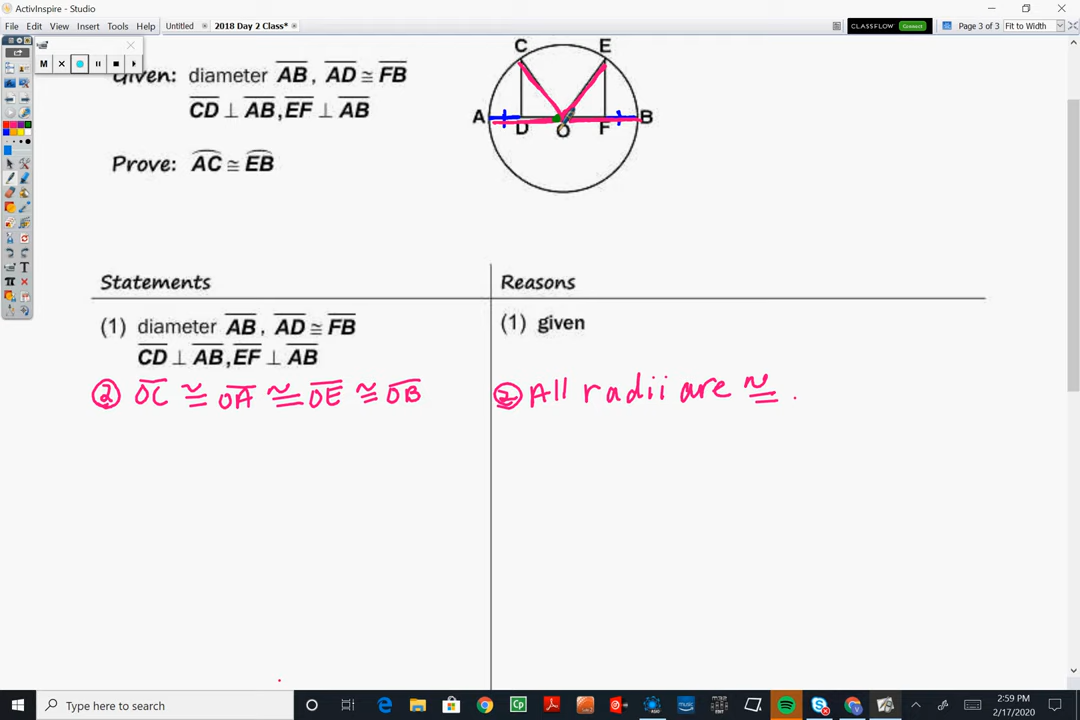 ActivInspire - Studio
File Edit View Insert Tools Help
Untitled
2018 Day 2 Class*
CLASSFLOW Connect
Page 3 of 3
Fit to Width
M
Given: diameter AB, AD ≅ FB
CD ⊥ AB, EF ⊥ AB
Prove: AC ≅ EB
C E
A D O F B
Statements
Reasons
(1) diameter AB, AD ≅ FB
CD ⊥ AB, EF ⊥ AB
(1) given
② OC ≅ OA ≅ OE ≅ OB
② All radii are ≅ .
Type here to search
2:59 PM
2/17/2020